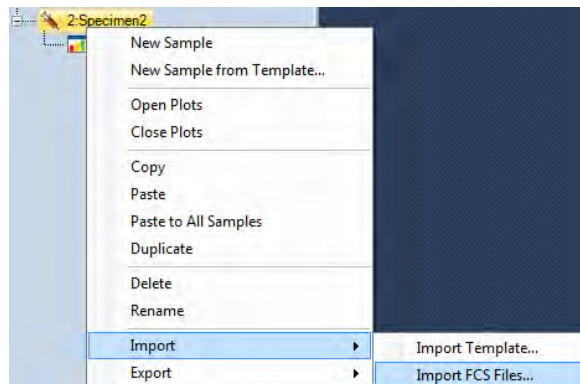 2:Specimen2
New Sample
New Sample from Template...
Open Plots
Close Plots
Copy
Paste
Paste to All Samples
Duplicate
Delete
Rename
Import
Import Template...
Export
Import FCS Files...